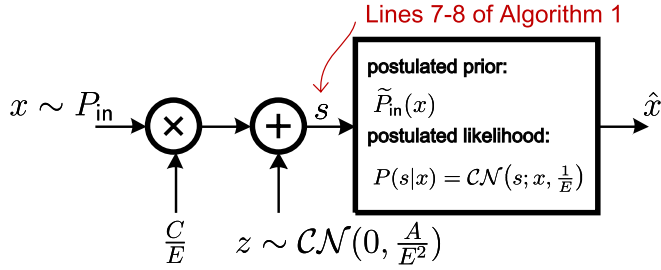 Lines 7-8 of Algorithm 1
x ∼ P_in × + s
postulated prior:
P̃_in(x)
postulated likelihood:
P(s|x) = 𝒞𝒩(s; x, 1/E)
x̂
C/E
z ∼ 𝒞𝒩(0, A/E²)